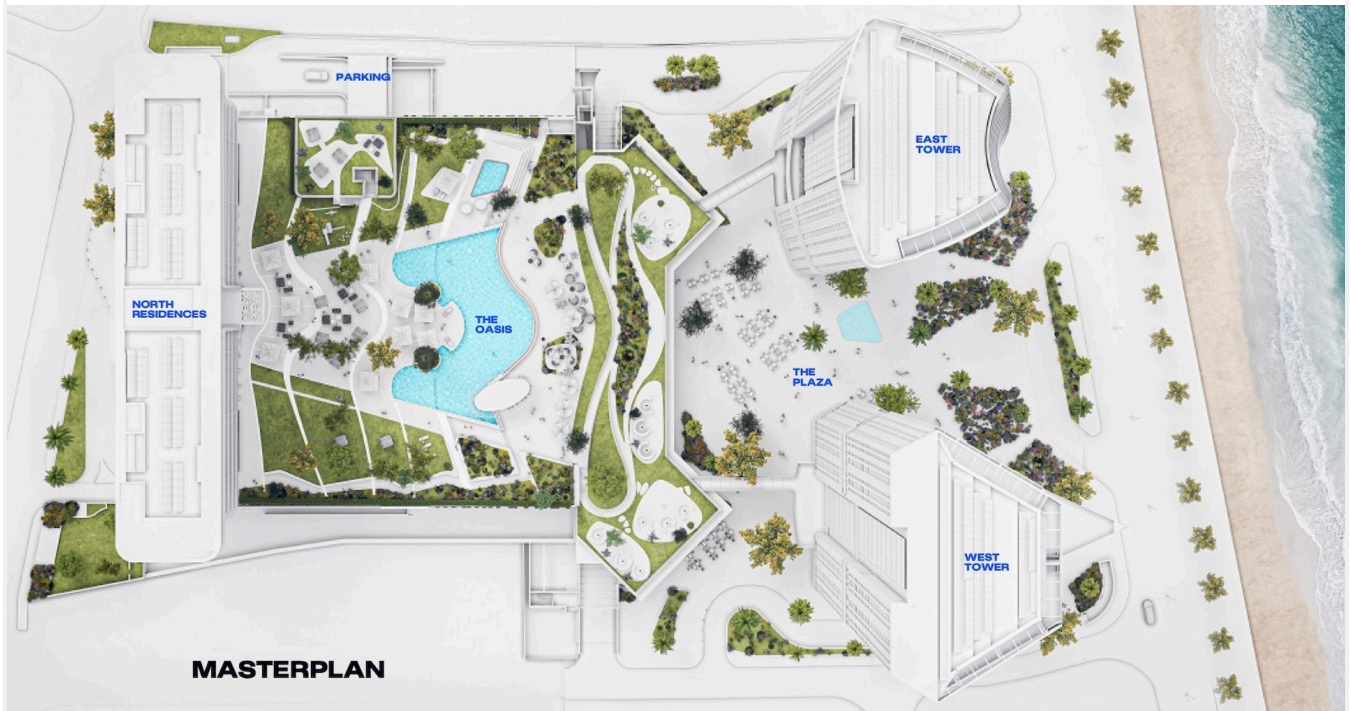 PARKING
EAST
TOWER
NORTH
RESIDENCES
THE
OASIS
THE
PLAZA
WEST
TOWER
MASTERPLAN